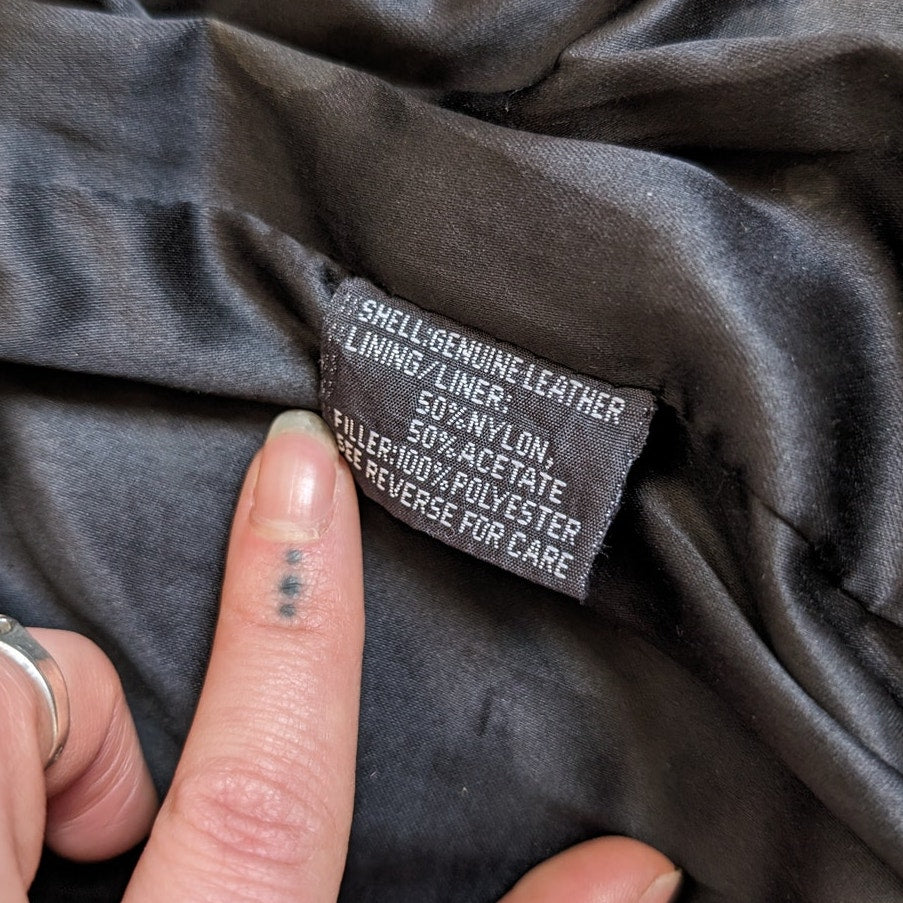 SHELL:GENUINE LEATHER
LINING/LINER:
50%NYLON,
50%ACETATE
FILLER:100%POLYESTER
SEE REVERSE FOR CARE